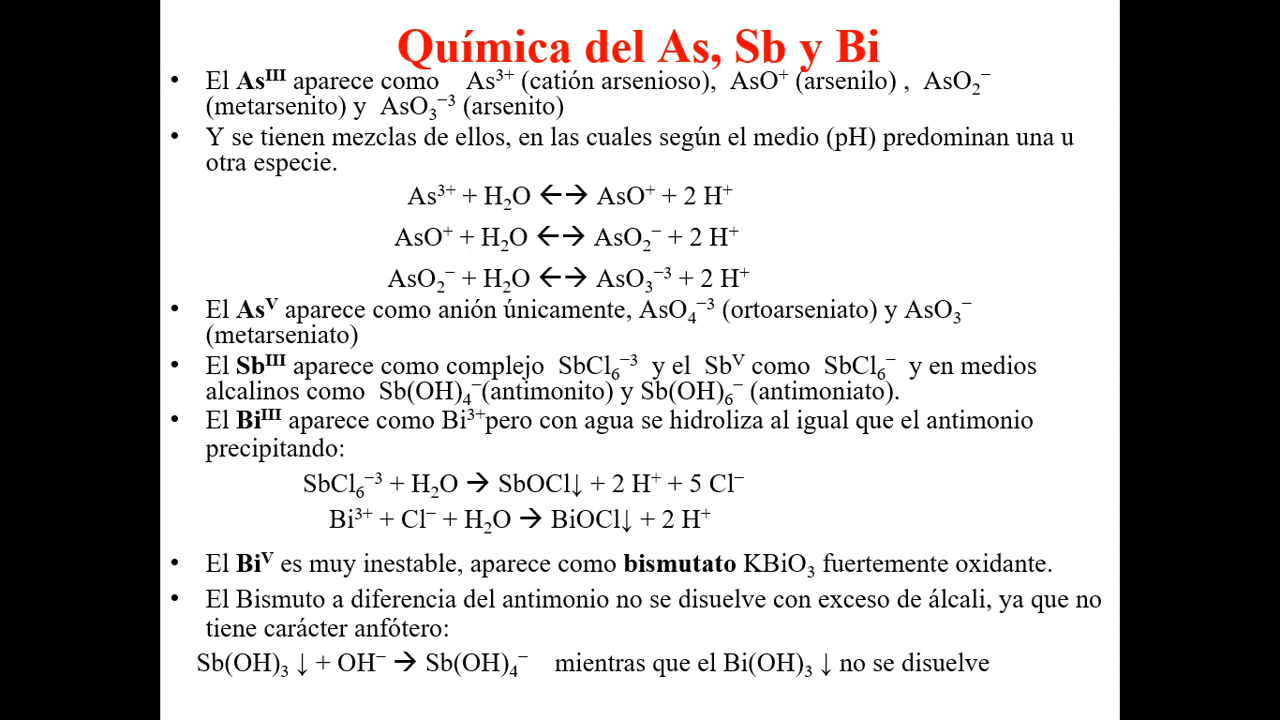 Química del As, Sb y Bi
• El Asᴵᴵᴵ aparece como As³⁺ (catión arsenioso), AsO⁺ (arsenilo) , AsO₂⁻
(metarsenito) y AsO₃⁻³ (arsenito)
• Y se tienen mezclas de ellos, en las cuales según el medio (pH) predominan una u
otra especie.
As³⁺ + H₂O ←→ AsO⁺ + 2 H⁺
AsO⁺ + H₂O ←→ AsO₂⁻ + 2 H⁺
AsO₂⁻ + H₂O ←→ AsO₃⁻³ + 2 H⁺
• El Asⱽ aparece como anión únicamente, AsO₄⁻³ (ortoarseniato) y AsO₃⁻
(metarseniato)
• El Sbᴵᴵᴵ aparece como complejo SbCl₆⁻³ y el Sbⱽ como SbCl₆⁻ y en medios
alcalinos como Sb(OH)₄⁻(antimonito) y Sb(OH)₆⁻ (antimoniato).
• El Biᴵᴵᴵ aparece como Bi³⁺pero con agua se hidroliza al igual que el antimonio
precipitando:
SbCl₆⁻³ + H₂O → SbOCl↓ + 2 H⁺ + 5 Cl⁻
Bi³⁺ + Cl⁻ + H₂O → BiOCl↓ + 2 H⁺
• El Biⱽ es muy inestable, aparece como bismutato KBiO₃ fuertemente oxidante.
• El Bismuto a diferencia del antimonio no se disuelve con exceso de álcali, ya que no
tiene carácter anfótero:
Sb(OH)₃ ↓ + OH⁻ → Sb(OH)₄⁻ mientras que el Bi(OH)₃ ↓ no se disuelve